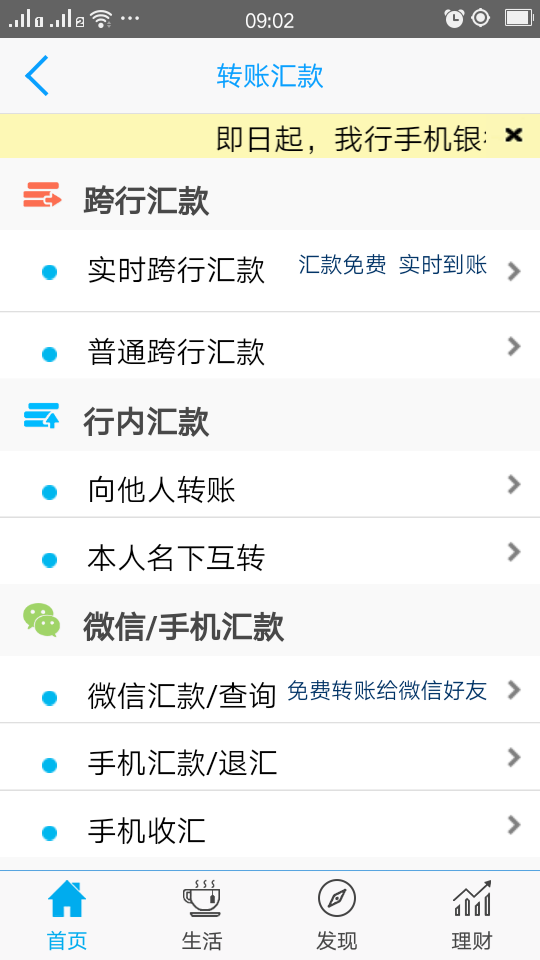 09:02
转账汇款
即日起，我行手机银
跨行汇款
实时跨行汇款 汇款免费 实时到账
普通跨行汇款
行内汇款
向他人转账
本人名下互转
微信/手机汇款
微信汇款/查询 免费转账给微信好友
手机汇款/退汇
手机收汇
首页 生活 发现 理财